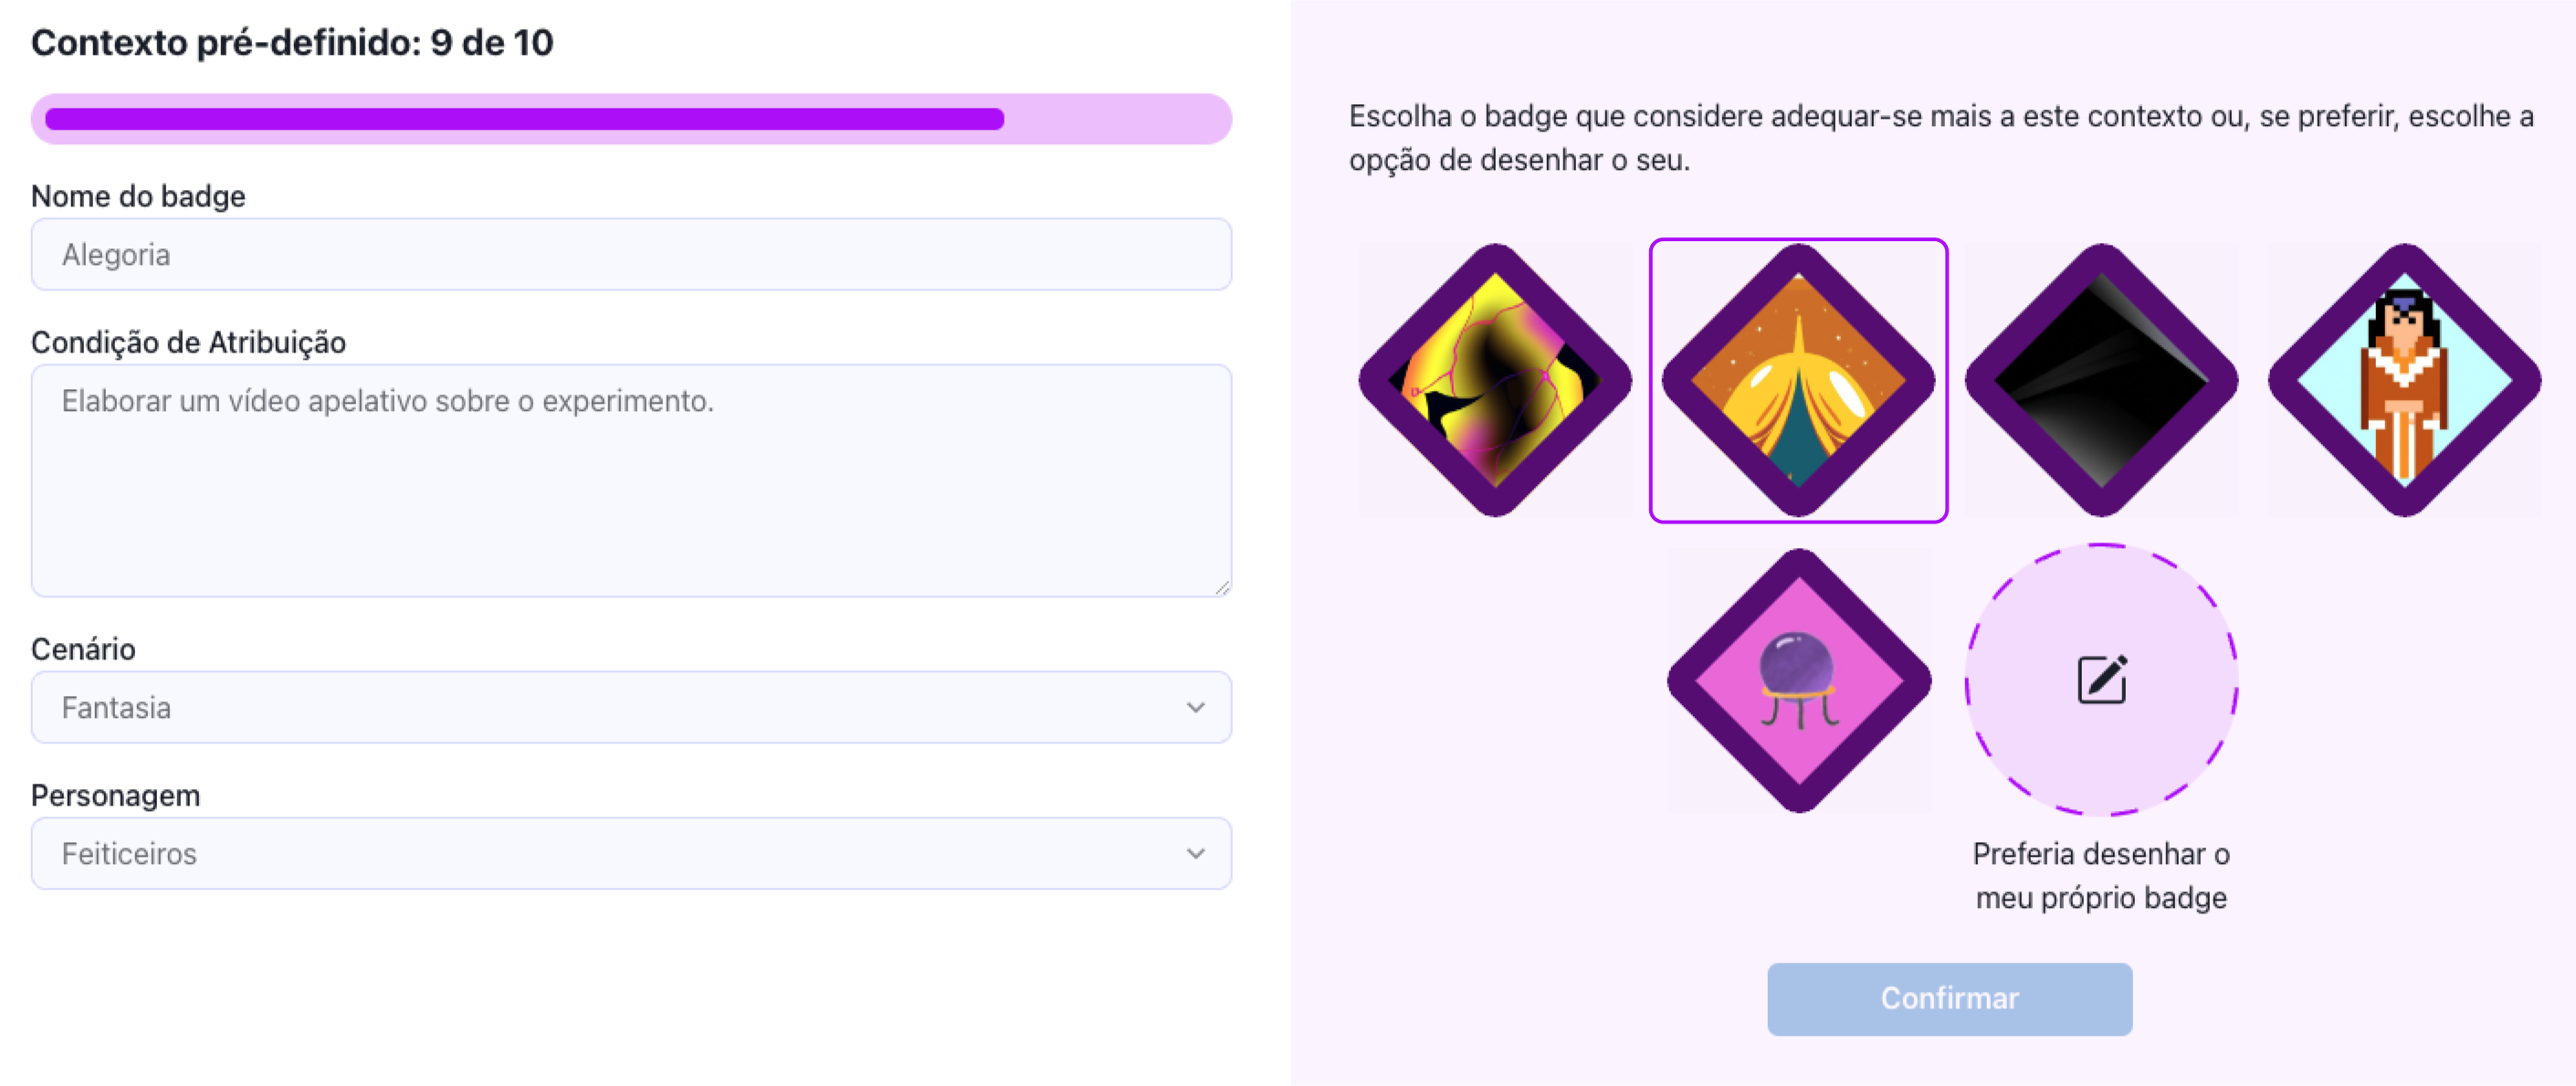 Contexto pré-definido: 9 de 10
Nome do badge
Alegoria
Condição de Atribuição
Elaborar um vídeo apelativo sobre o experimento.
Cenário
Fantasia
Personagem
Feiticeiros
Escolha o badge que considere adequar-se mais a este contexto ou, se preferir, escolhe a
opção de desenhar o seu.
Preferia desenhar o
meu próprio badge
Confirmar